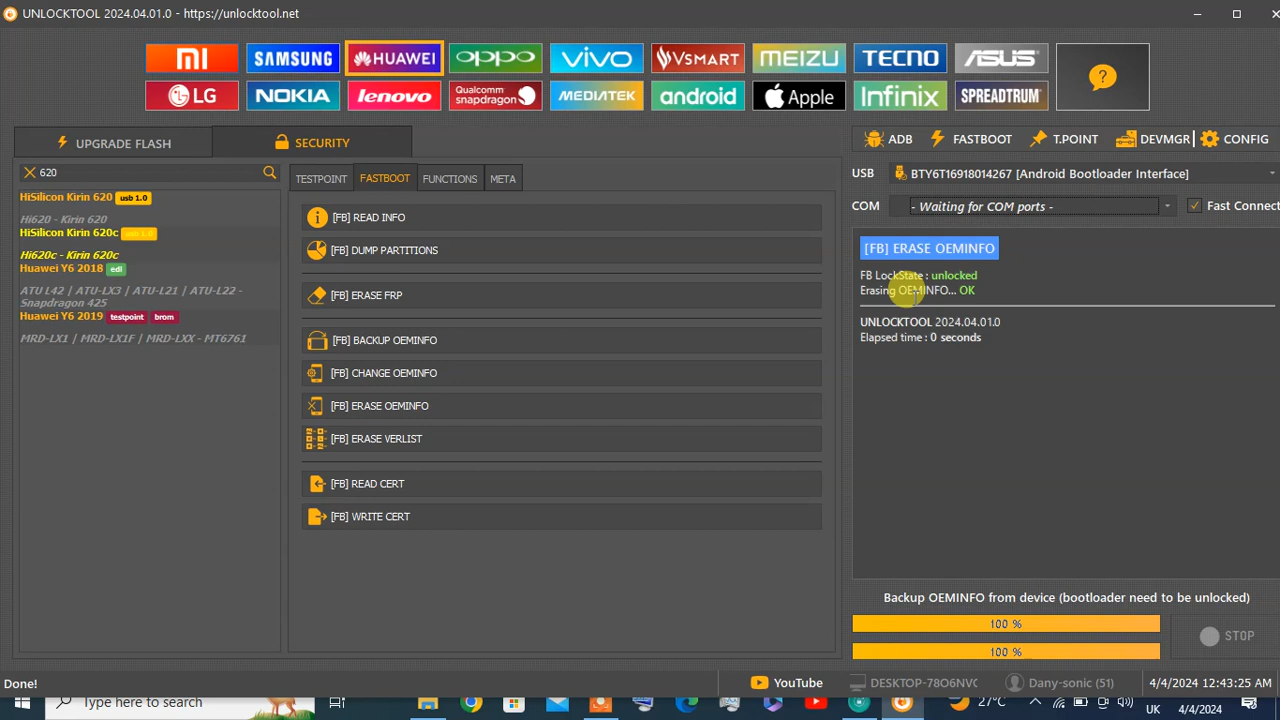 UNLOCKTOOL 2024.04.01.0 - https://unlocktool.net
mi SAMSUNG HUAWEI oppo vivo VSMART MEIZU TECNO ASUS
LG NOKIA lenovo Qualcomm snapdragon MEDIATEK android Apple Infinix SPREADTRUM ?
UPGRADE FLASH SECURITY
ADB FASTBOOT T.POINT DEVMGR CONFIG
620
TESTPOINT FASTBOOT FUNCTIONS META
USB BTY6T16918014267 [Android Bootloader Interface]
COM - Waiting for COM ports - Fast Connect
HiSilicon Kirin 620 usb 1.0
Hi620 - Kirin 620
HiSilicon Kirin 620c usb 1.0
Hi620c - Kirin 620c
Huawei Y6 2018 edl
ATU L42 | ATU-LX3 | ATU-L21 | ATU-L22 -
Snapdragon 425
Huawei Y6 2019 testpoint brom
MRD-LX1 | MRD-LX1F | MRD-LXX - MT6761
[FB] READ INFO
[FB] DUMP PARTITIONS
[FB] ERASE FRP
[FB] BACKUP OEMINFO
[FB] CHANGE OEMINFO
[FB] ERASE OEMINFO
[FB] ERASE VERLIST
[FB] READ CERT
[FB] WRITE CERT
[FB] ERASE OEMINFO
FB LockState : unlocked
Erasing OEMINFO... OK
UNLOCKTOOL 2024.04.01.0
Elapsed time : 0 seconds
Backup OEMINFO from device (bootloader need to be unlocked)
100 %
100 %
STOP
Done! YouTube DESKTOP-78O6NVC Dany-sonic (51) 4/4/2024 12:43:25 AM
Type here to search 27°C UK 4/4/2024